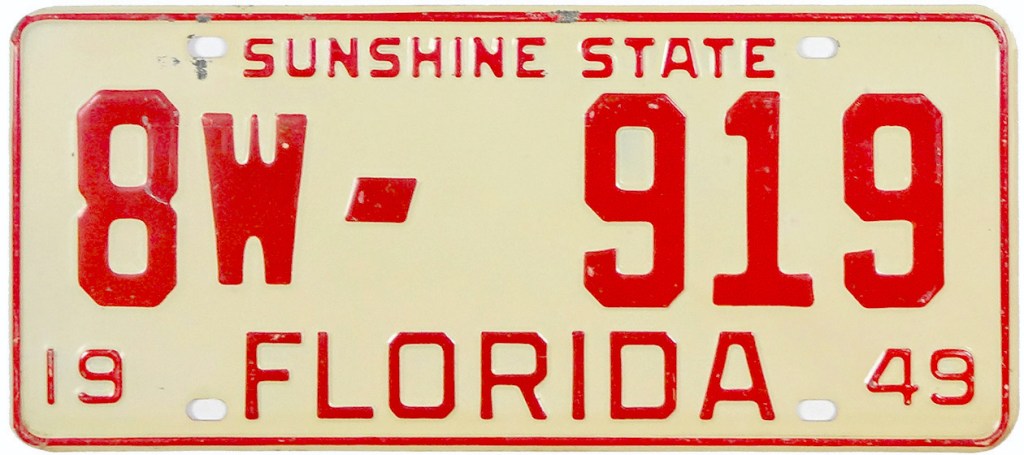 SUNSHINE STATE
8W- 919
19 FLORIDA 49